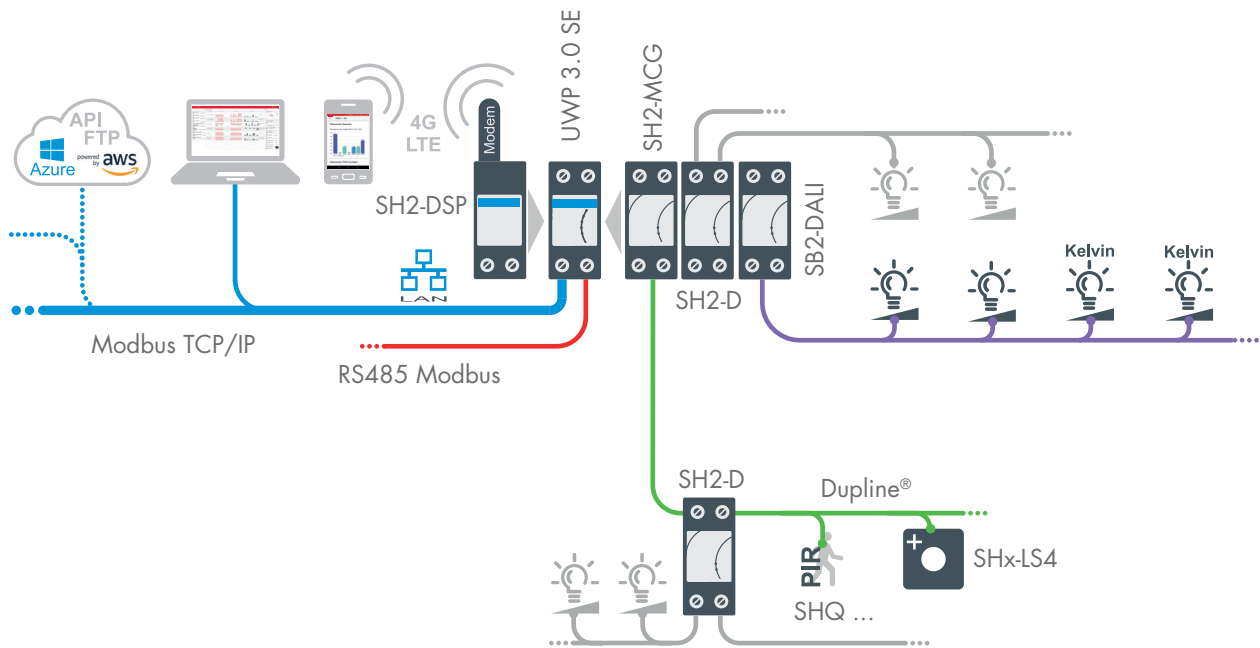 API
FTP
Azure
powered by aws
4G
LTE
Modem
UWP 3.0 SE
SH2-MCG
SH2-DSP
SB2-DALI
SH2-D
Kelvin
Kelvin
LAN
Modbus TCP/IP
RS485 Modbus
SH2-D
Dupline®
PIR
SHx-LS4
SHQ ...